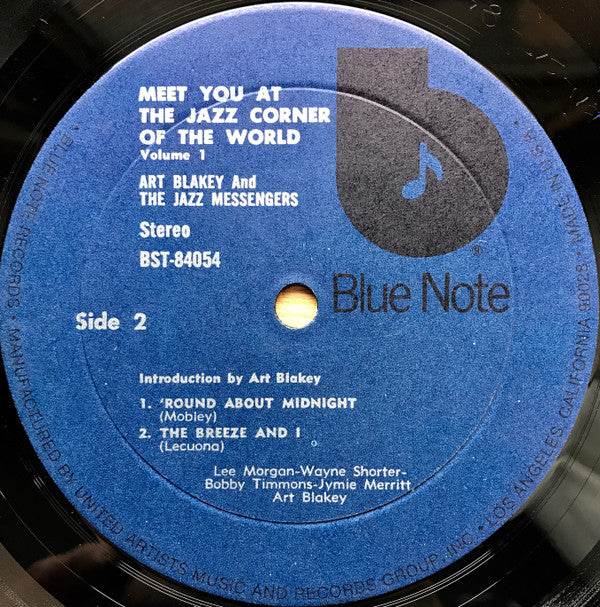 MEET YOU AT
THE JAZZ CORNER
OF THE WORLD
Volume 1
ART BLAKEY And
THE JAZZ MESSENGERS
Stereo
BST-84054
Side 2
b
®
Blue Note
Introduction by Art Blakey
1. 'ROUND ABOUT MIDNIGHT
(Mobley)
2. THE BREEZE AND I
(Lecuona)
Lee Morgan-Wayne Shorter-
Bobby Timmons-Jymie Merritt
Art Blakey
BLUE NOTE RECORDS • MANUFACTURED BY UNITED ARTISTS MUSIC AND RECORDS GROUP, INC. • LOS ANGELES, CALIFORNIA 90028 • MADE IN U.S.A.